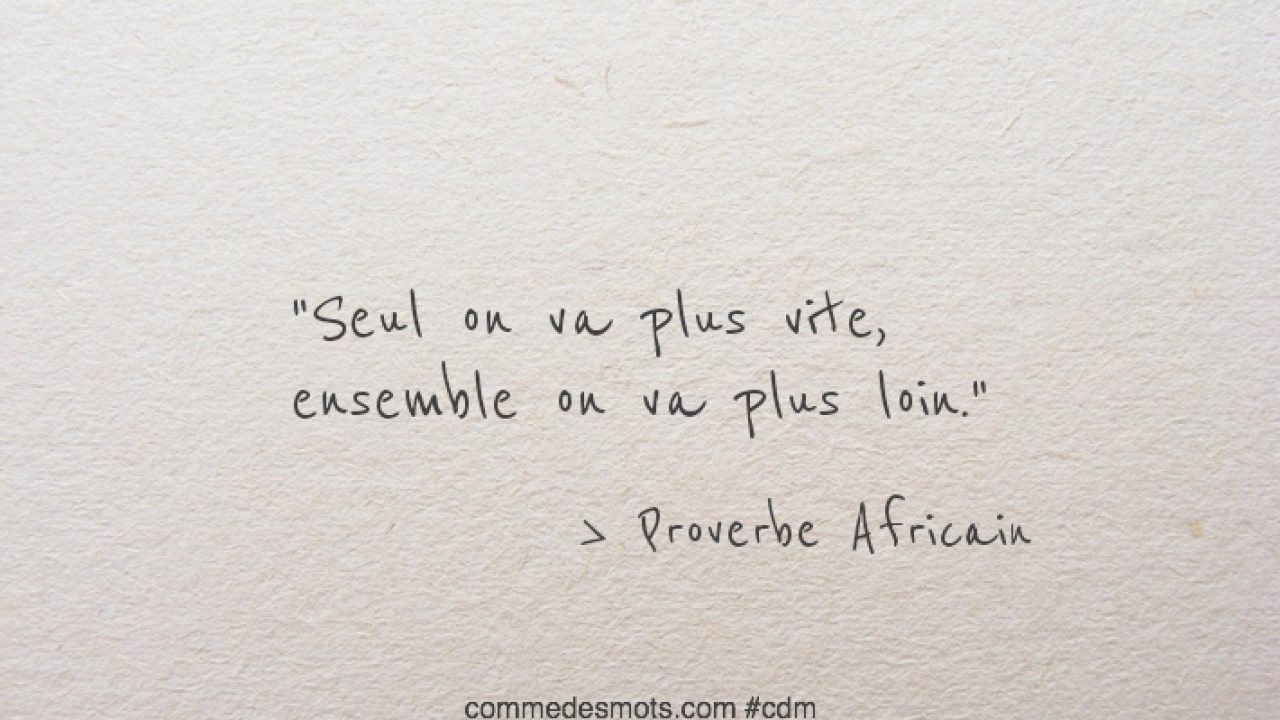 "Seul on va plus vite,
ensemble on va plus loin."
> Proverbe Africain
commedesmots.com #cdm